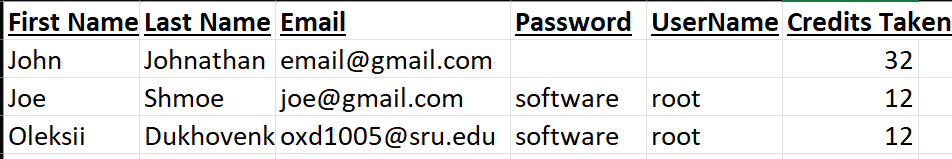 First Name Last Name Email Password UserName Credits Taken
John Johnathan email@gmail.com 32
Joe Shmoe joe@gmail.com software root 12
Oleksii Dukhovenk oxd1005@sru.edu software root 12